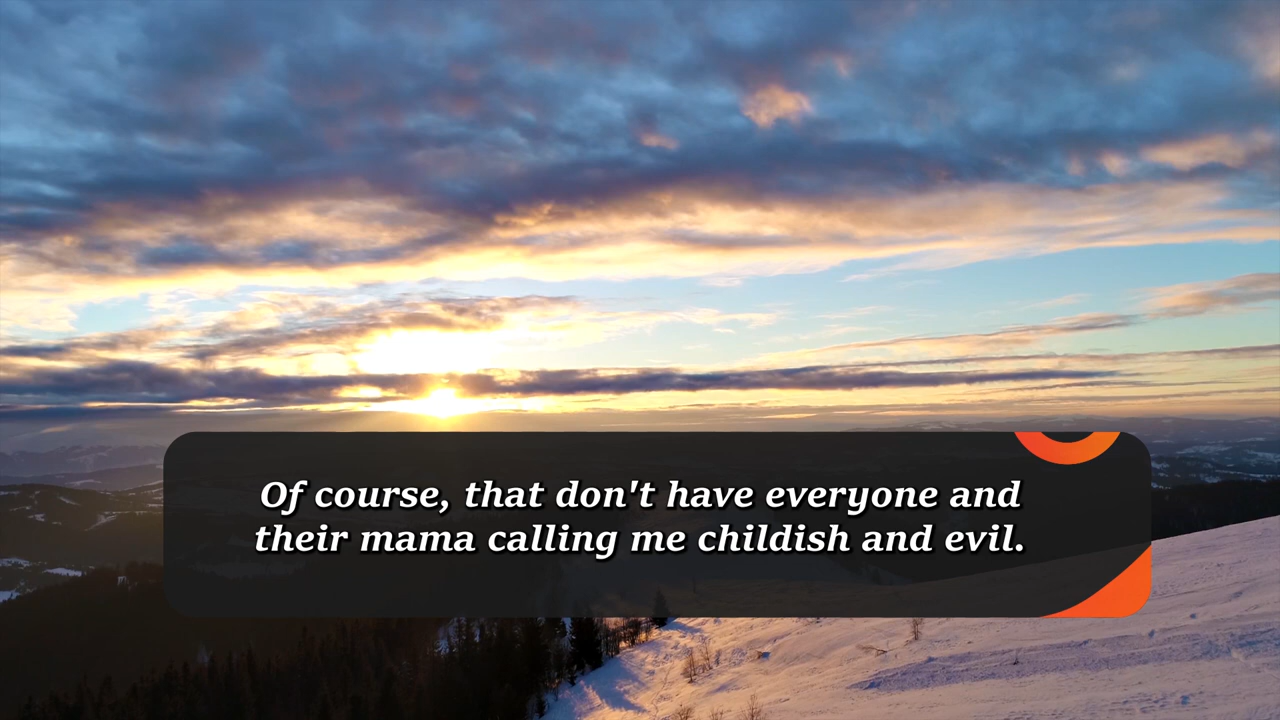 Of course, that don't have everyone and
their mama calling me childish and evil.